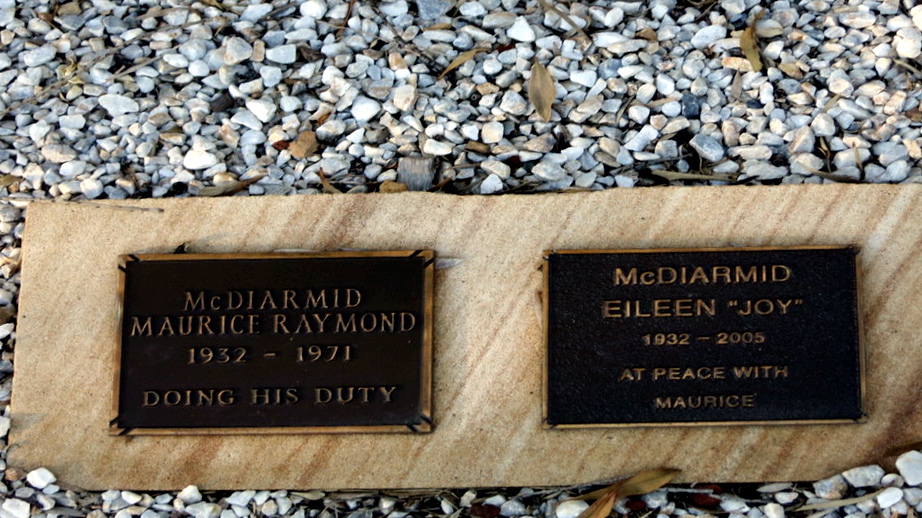 McDIARMID
MAURICE RAYMOND
1932 - 1971
DOING HIS DUTY
McDIARMID
EILEEN "JOY"
1932 - 2005
AT PEACE WITH
MAURICE